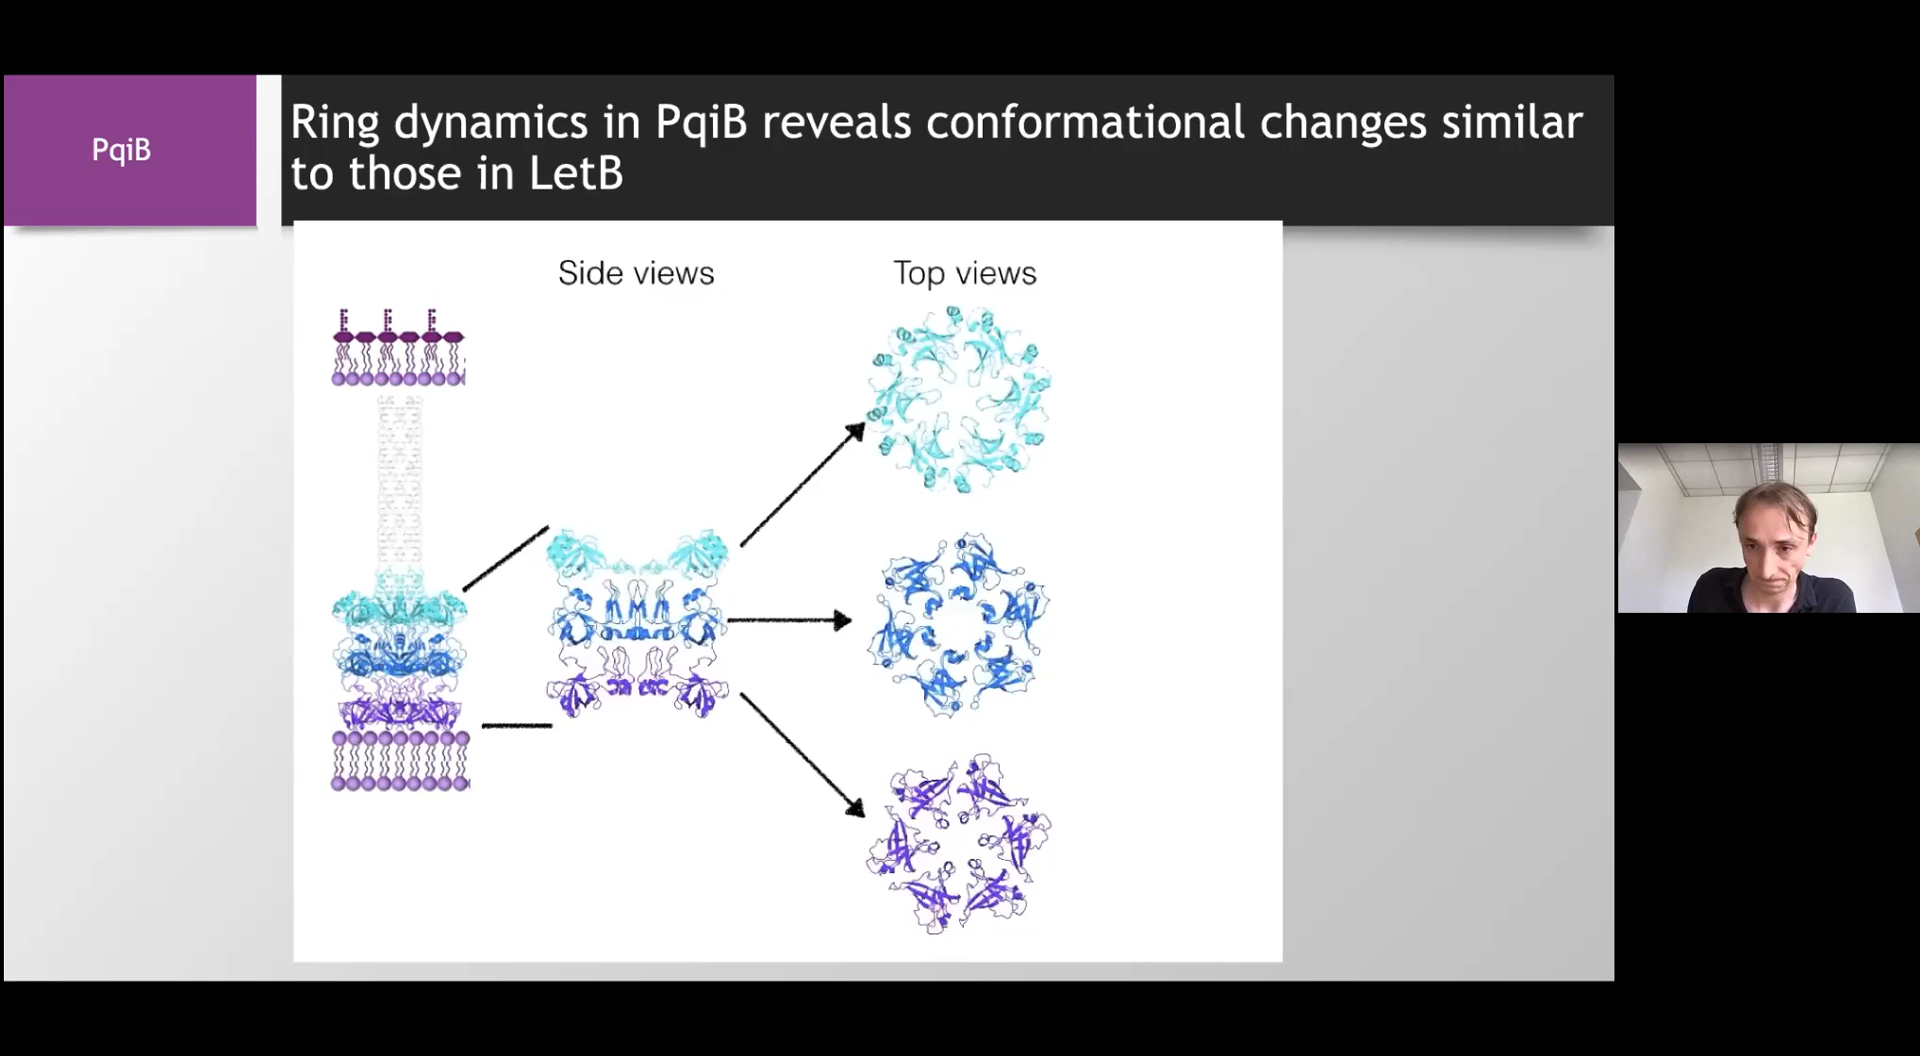 PqiB
Ring dynamics in PqiB reveals conformational changes similar
to those in LetB
Side views
Top views